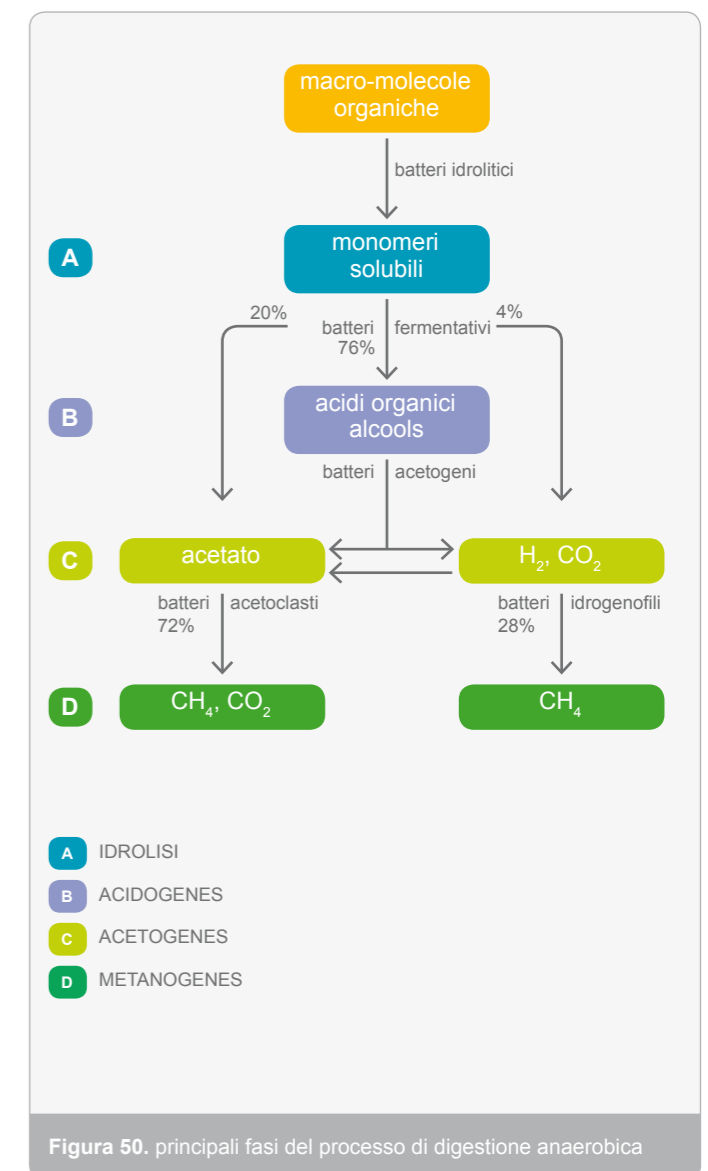 macro-molecole
organiche
batteri idrolitici
A
monomeri
solubili
20%
batteri fermentativi
76%
4%
B
acidi organici
alcools
batteri acetogeni
C
acetato
H₂, CO₂
batteri acetoclasti
72%
batteri idrogenofili
28%
D
CH₄, CO₂
CH₄
A IDROLISI
B ACIDOGENES
C ACETOGENES
D METANOGENES
Figura 50. principali fasi del processo di digestione anaerobica